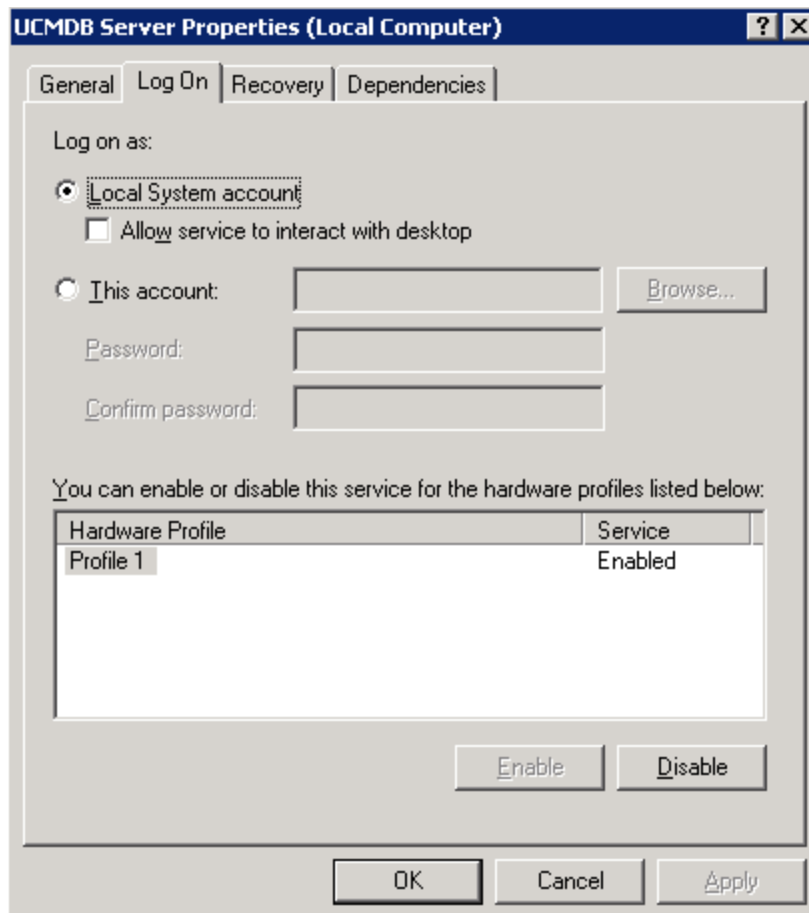 UCMDB Server Properties (Local Computer)
General Log On Recovery Dependencies
Log on as:
Local System account
Allow service to interact with desktop
This account: Browse...
Password:
Confirm password:
You can enable or disable this service for the hardware profiles listed below:
Hardware Profile Service
Profile 1 Enabled
Enable Disable
OK Cancel Apply